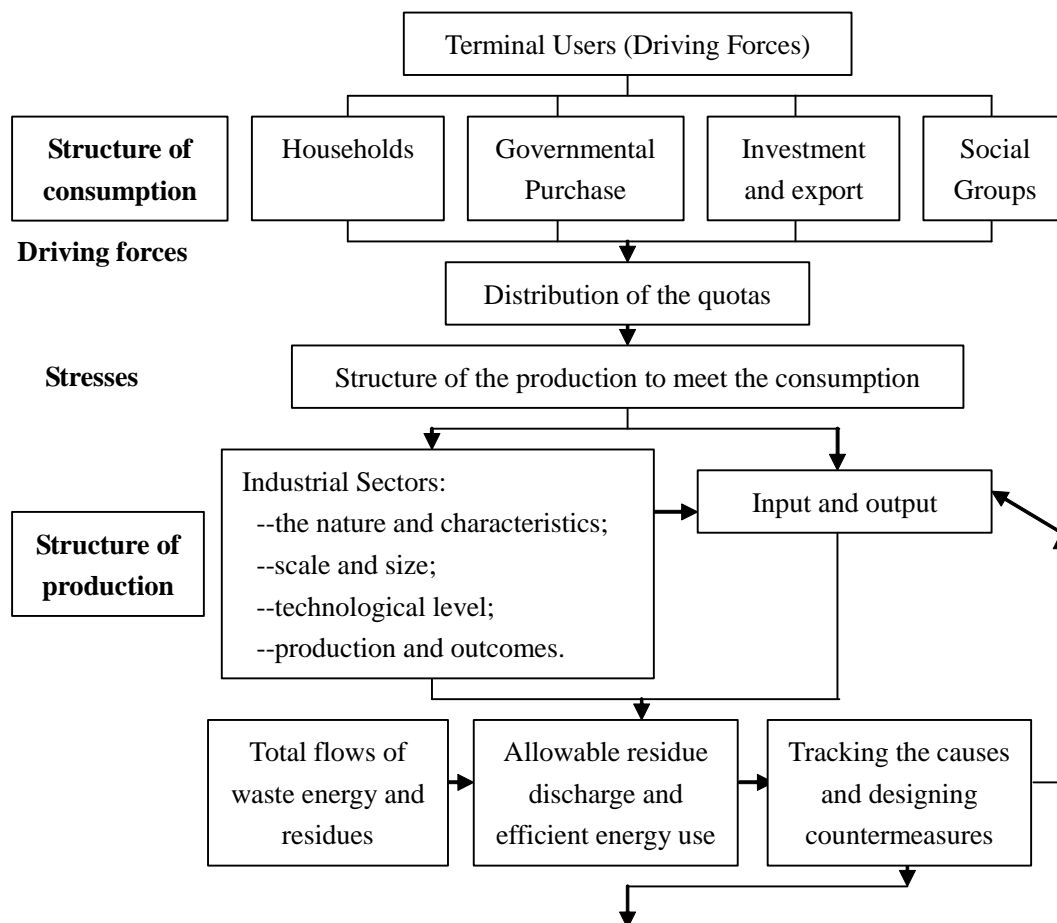 Terminal Users (Driving Forces)
Structure of
consumption
Households
Governmental
Purchase
Investment
and export
Social
Groups
Driving forces
Distribution of the quotas
Stresses
Structure of the production to meet the consumption
Structure of
production
Industrial Sectors:
--the nature and characteristics;
--scale and size;
--technological level;
--production and outcomes.
Input and output
Total flows of
waste energy and
residues
Allowable residue
discharge and
efficient energy use
Tracking the causes
and designing
countermeasures